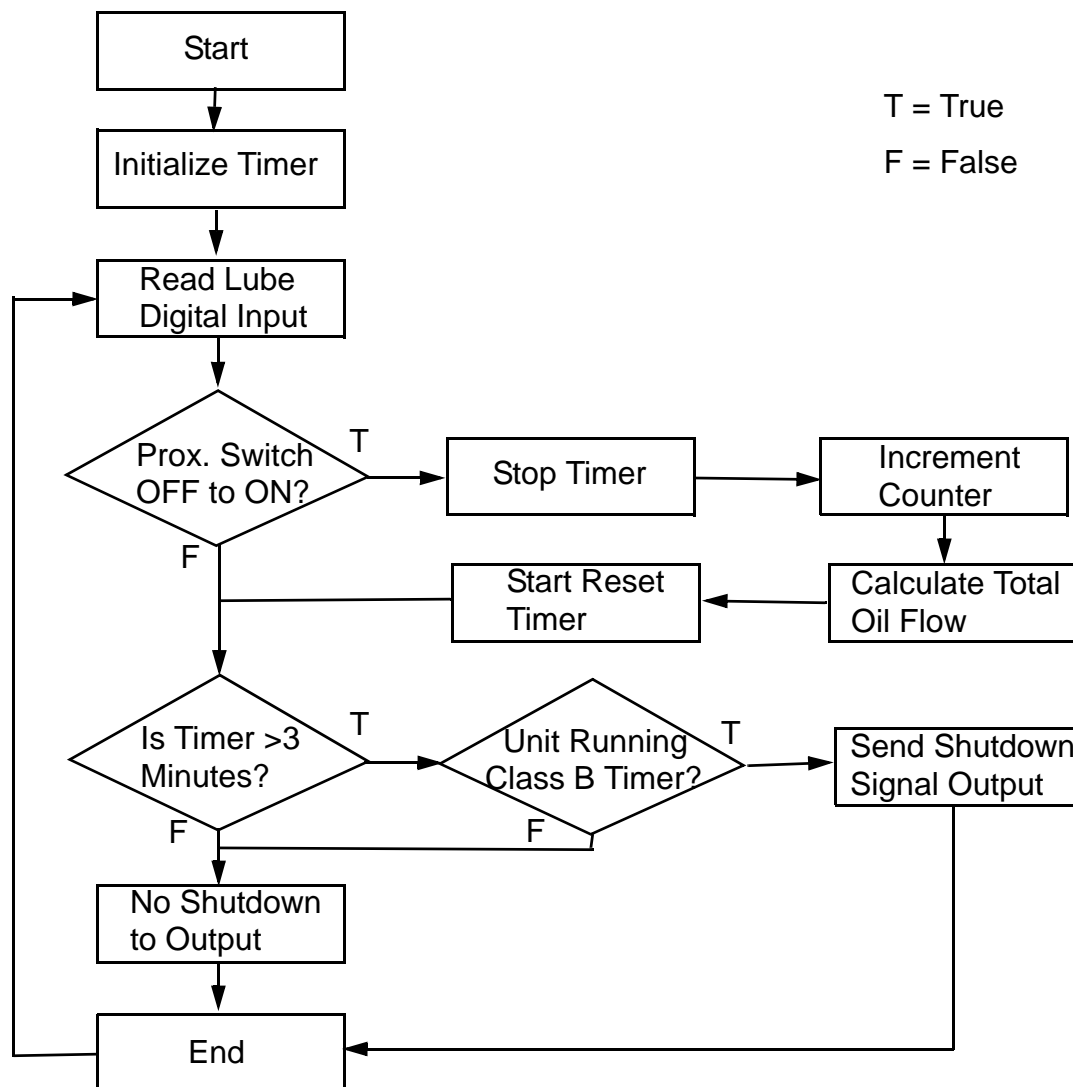 Start
T = True
F = False
Initialize Timer
Read Lube
Digital Input
Prox. Switch
OFF to ON?
T
F
Stop Timer
Increment
Counter
Start Reset
Timer
Calculate Total
Oil Flow
Is Timer >3
Minutes?
T
F
Unit Running
Class B Timer?
T
F
Send Shutdown
Signal Output
No Shutdown
to Output
End